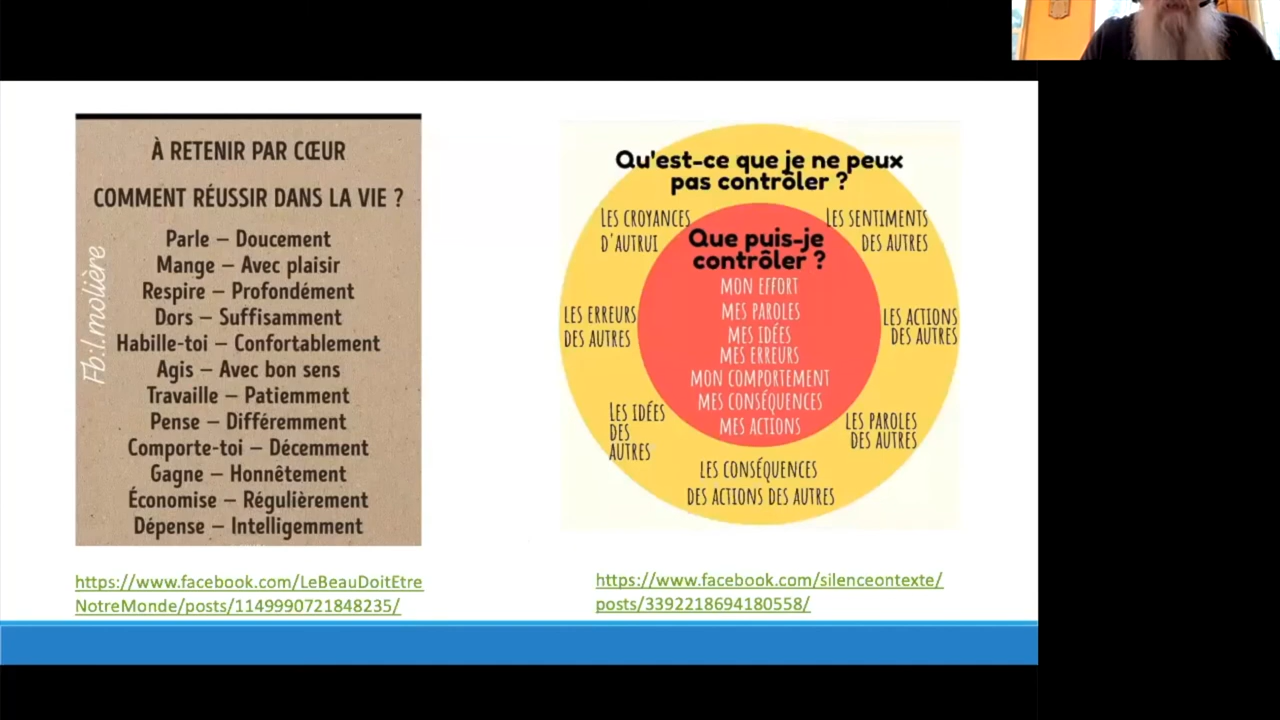 À RETENIR PAR CŒUR
COMMENT RÉUSSIR DANS LA VIE ?
Parle – Doucement
Mange – Avec plaisir
Respire – Profondément
Dors – Suffisamment
Habille-toi – Confortablement
Agis – Avec bon sens
Travaille – Patiemment
Pense – Différemment
Comporte-toi – Décemment
Gagne – Honnêtement
Économise – Régulièrement
Dépense – Intelligemment
Fb:l.molière
https://www.facebook.com/LeBeauDoitEtre
NotreMonde/posts/1149990721848235/
Qu'est-ce que je ne peux
pas contrôler ?
LES CROYANCES
D'AUTRUI
LES SENTIMENTS
DES AUTRES
Que puis-je
contrôler ?
MON EFFORT
MES PAROLES
MES IDÉES
MES ERREURS
MON COMPORTEMENT
MES CONSÉQUENCES
MES ACTIONS
LES ERREURS
DES AUTRES
LES ACTIONS
DES AUTRES
LES IDÉES
DES
AUTRES
LES PAROLES
DES AUTRES
LES CONSÉQUENCES
DES ACTIONS DES AUTRES
https://www.facebook.com/silenceontexte/
posts/3392218694180558/